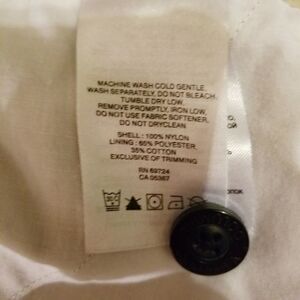 MACHINE WASH COLD GENTLE.
WASH SEPARATELY, DO NOT BLEACH.
TUMBLE DRY LOW.
REMOVE PROMPTLY, IRON LOW.
DO NOT USE FABRIC SOFTENER.
DO NOT DRYCLEAN
SHELL : 100% NYLON
LINING : 65% POLYESTER,
35% COTTON
EXCLUSIVE OF TRIMMING
RN 69724
CA 05367